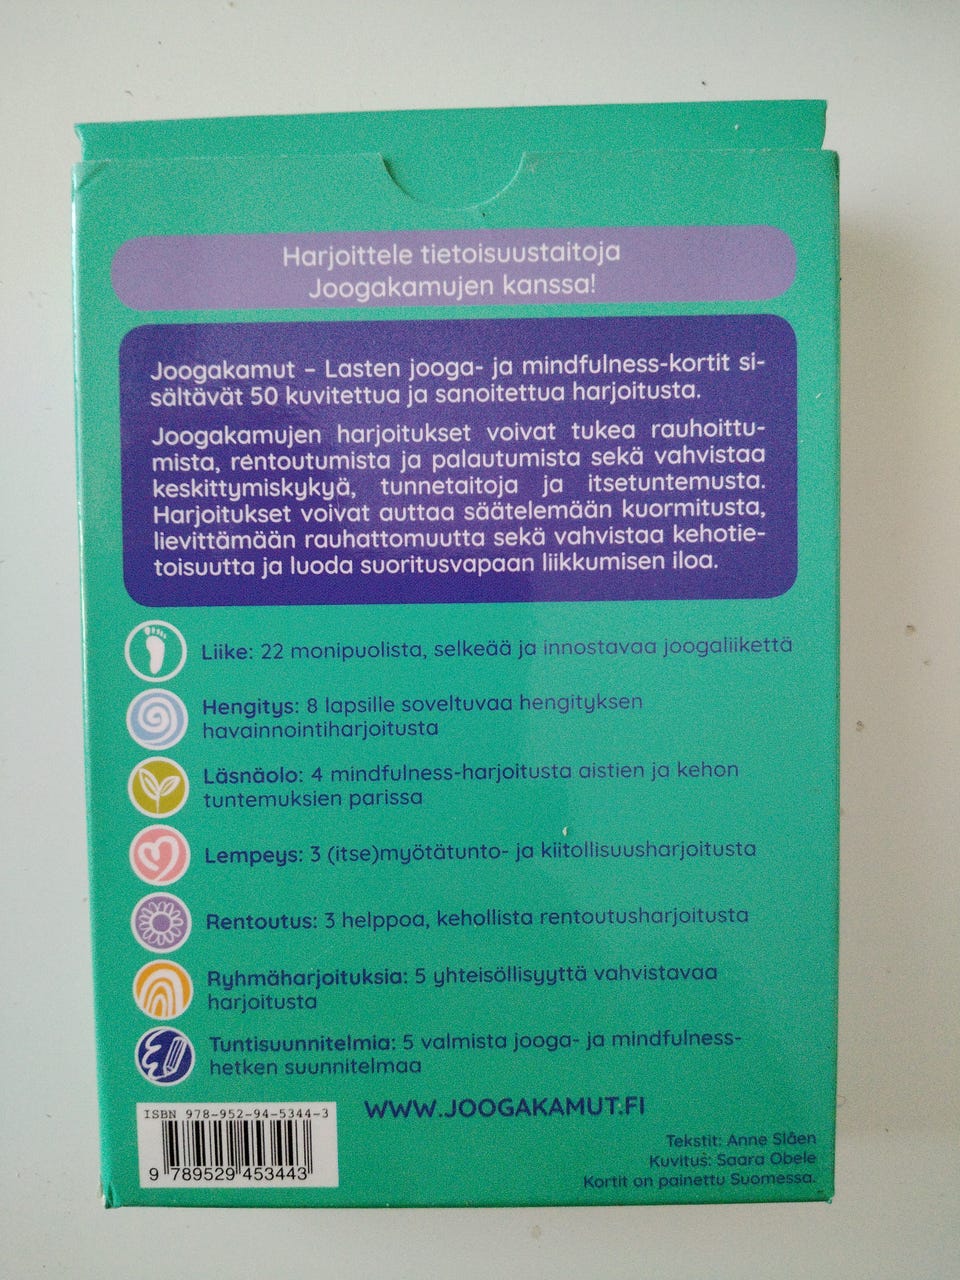 Harjoittele tietoisuustaitoja
Joogakamujen kanssa!
Joogakamut – Lasten jooga- ja mindfulness-kortit si-
sältävät 50 kuvitettua ja sanoitettua harjoitusta.
Joogakamujen harjoitukset voivat tukea rauhoittu-
mista, rentoutumista ja palautumista sekä vahvistaa
keskittymiskykyä, tunnetaitoja ja itsetuntemusta.
Harjoitukset voivat auttaa säätelemään kuormitusta,
lievittämään rauhattomuutta sekä vahvistaa kehotie-
toisuutta ja luoda suoritusvapaan liikkumisen iloa.
Liike: 22 monipuolista, selkeää ja innostavaa joogaliikettä
Hengitys: 8 lapsille soveltuvaa hengityksen
havainnointiharjoitusta
Läsnäolo: 4 mindfulness-harjoitusta aistien ja kehon
tuntemuksien parissa
Lempeys: 3 (itse)myötätunto- ja kiitollisuusharjoitusta
Rentoutus: 3 helppoa, kehollista rentoutusharjoitusta
Ryhmäharjoituksia: 5 yhteisöllisyyttä vahvistavaa
harjoitusta
Tuntisuunnitelmia: 5 valmista jooga- ja mindfulness-
hetken suunnitelmaa
WWW.JOOGAKAMUT.FI
ISBN 978-952-94-5344-3
9 789529 453443
Tekstit: Anne Slåen
Kuvitus: Saara Obele
Kortit on painettu Suomessa.